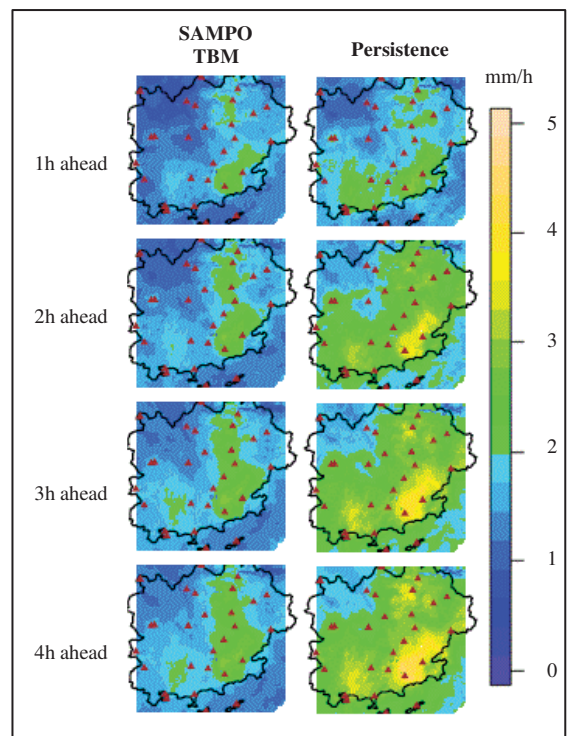 SAMPO
TBM
Persistence
mm/h
5
1h ahead
4
2h ahead
3
2
3h ahead
1
4h ahead
0